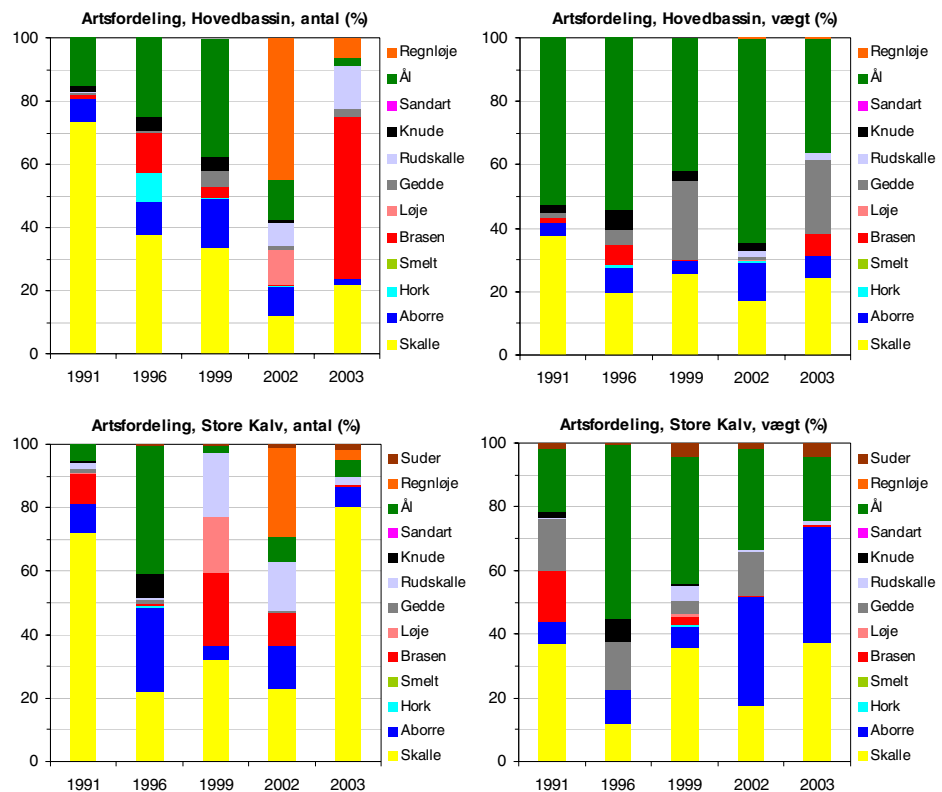 Artsfordeling, Hovedbassin, antal (%)
100
80
60
40
20
0
1991 1996 1999 2002 2003
Regnløje
Ål
Sandart
Knude
Rudskalle
Gedde
Løje
Brasen
Smelt
Hork
Aborre
Skalle
Artsfordeling, Hovedbassin, vægt (%)
100
80
60
40
20
0
1991 1996 1999 2002 2003
Regnløje
Ål
Sandart
Knude
Rudskalle
Gedde
Løje
Brasen
Smelt
Hork
Aborre
Skalle
Artsfordeling, Store Kalv, antal (%)
100
80
60
40
20
0
1991 1996 1999 2002 2003
Suder
Regnløje
Ål
Sandart
Knude
Rudskalle
Gedde
Løje
Brasen
Smelt
Hork
Aborre
Skalle
Artsfordeling, Store Kalv, vægt (%)
100
80
60
40
20
0
1991 1996 1999 2002 2003
Suder
Regnløje
Ål
Sandart
Knude
Rudskalle
Gedde
Løje
Brasen
Smelt
Hork
Aborre
Skalle